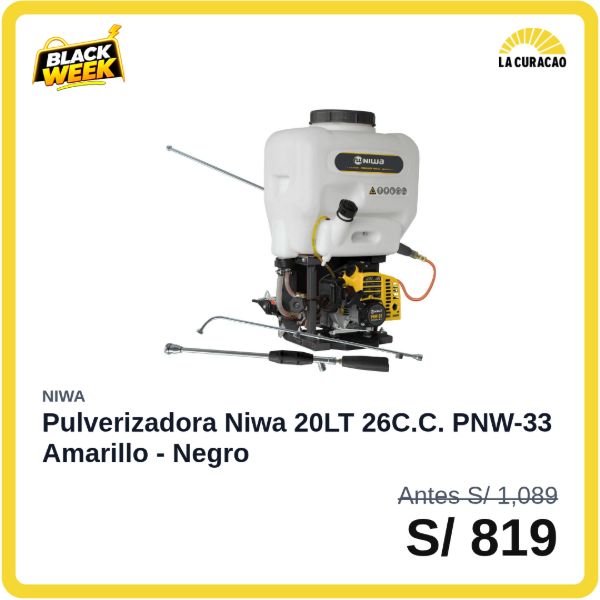 BLACK
WEEK
LA CURACAO
NIWA
NIWA
Pulverizadora Niwa 20LT 26C.C. PNW-33
Amarillo - Negro
Antes S/ 1,089
S/ 819